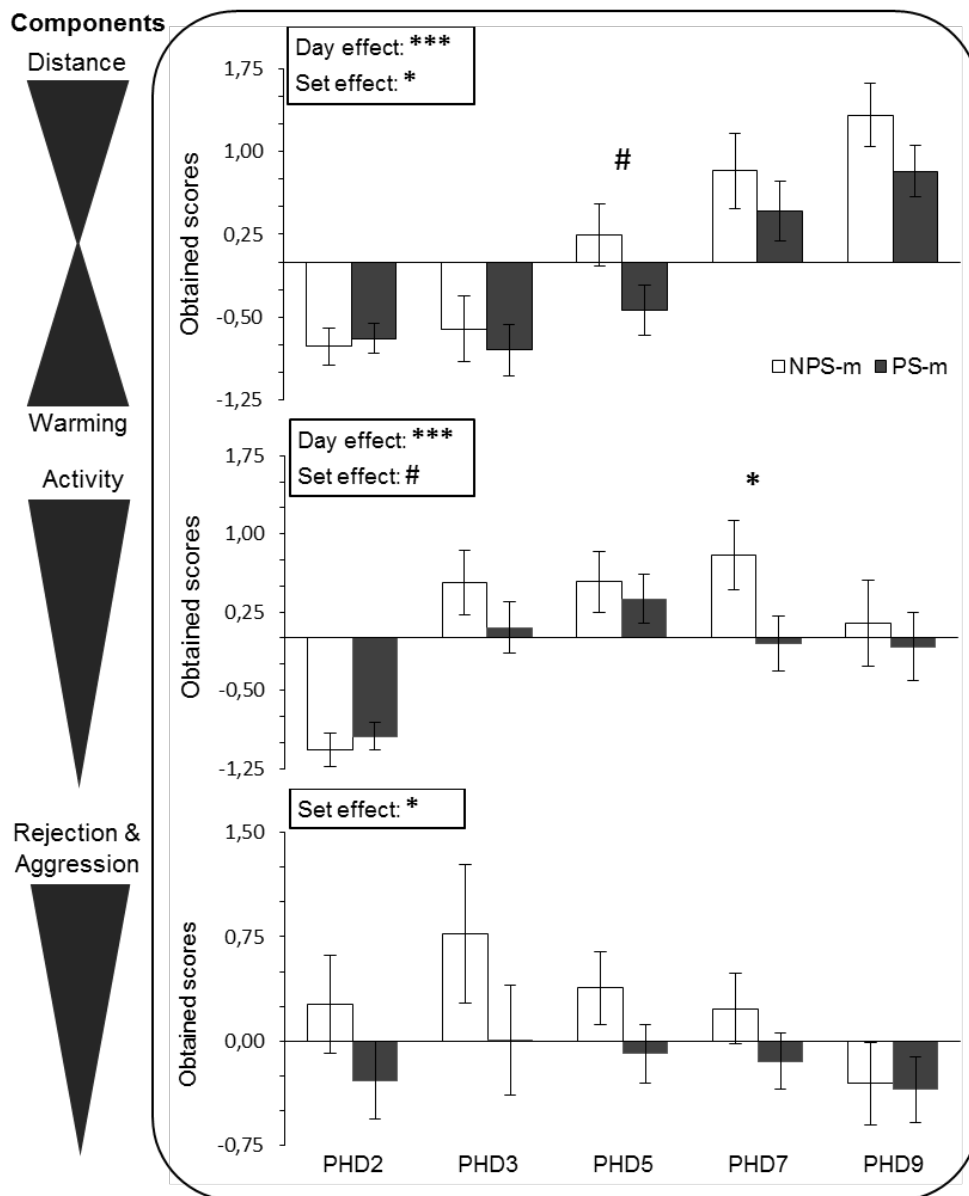 Components
Distance
Warming
Day effect: ***
Set effect: *
Obtained scores
1,75
1,00
0,25
-0,50
-1,25
#
NPS-m PS-m
Activity
Day effect: ***
Set effect: #
Obtained scores
1,75
1,00
0,25
-0,50
-1,25
*
Rejection &
Aggression
Set effect: *
Obtained scores
1,50
0,75
0,00
-0,75
PHD2 PHD3 PHD5 PHD7 PHD9